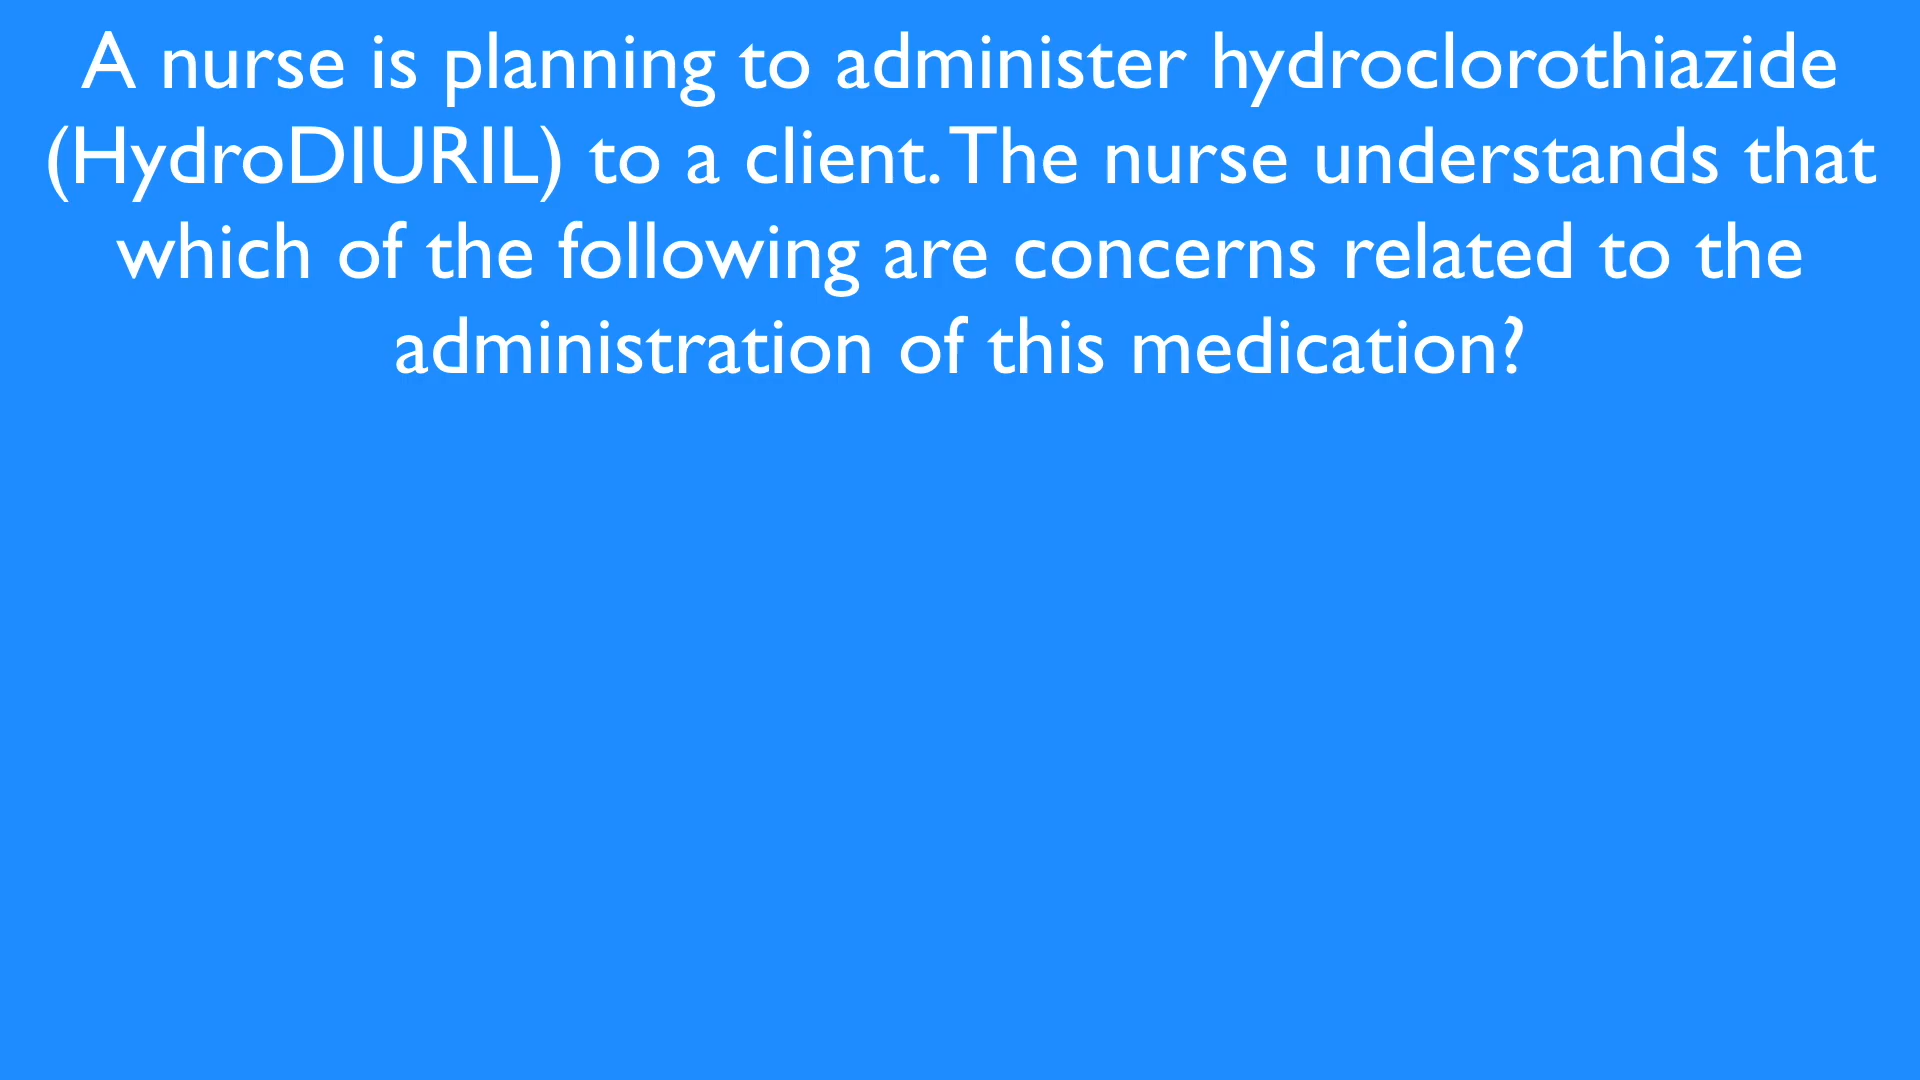 A nurse is planning to administer hydroclorothiazide
(HydroDIURIL) to a client. The nurse understands that
which of the following are concerns related to the
administration of this medication?